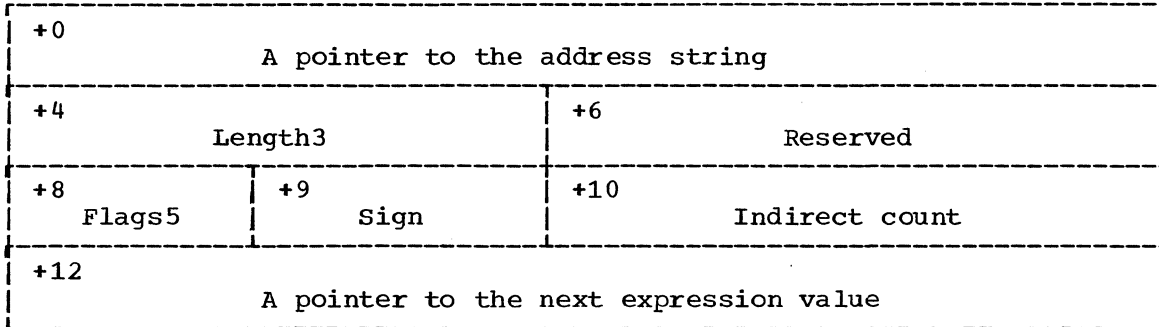 +0
A pointer to the address string
+4 +6
Length3 Reserved
+8 +9 +10
Flags5 Sign Indirect count
+12
A pointer to the next expression value